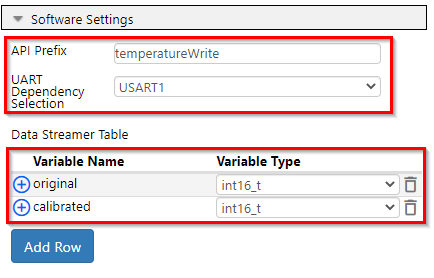 Software Settings
API Prefix temperatureWrite
UART
Dependency USART1
Selection
Data Streamer Table
Variable Name Variable Type
original int16_t
calibrated int16_t
Add Row